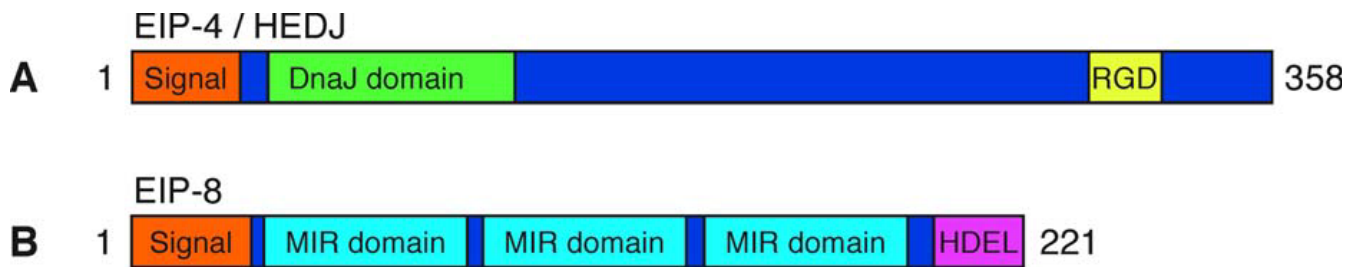 EIP-4 / HEDJ
A 1 Signal DnaJ domain RGD 358
EIP-8
B 1 Signal MIR domain MIR domain MIR domain HDEL 221